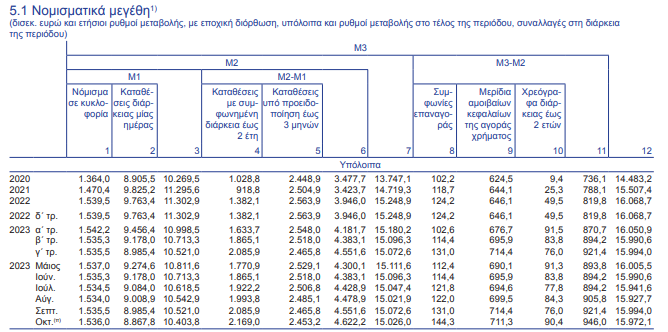 5.1 Νομισματικά μεγέθη¹⁾
(δισεκ. ευρώ και ετήσιοι ρυθμοί μεταβολής, με εποχική διόρθωση, υπόλοιπα και ρυθμοί μεταβολής στο τέλος της περιόδου, συναλλαγές στη διάρκεια
της περιόδου)
M3
M2 M3-M2
M1 M2-M1
Νόμισμα σε κυκλοφορία Καταθέσεις διάρκειας μίας ημέρας Καταθέσεις με συμφωνημένη διάρκεια έως 2 έτη Καταθέσεις υπό προειδοποίηση έως 3 μηνών Συμφωνίες επαναγοράς Μερίδια αμοιβαίων κεφαλαίων της αγοράς χρήματος Χρεόγραφα διάρκειας έως 2 ετών
1 2 3 4 5 6 7 8 9 10 11 12
Υπόλοιπα
2020 1.364,0 8.905,5 10.269,5 1.028,8 2.448,9 3.477,7 13.747,1 102,2 624,5 9,4 736,1 14.483,2
2021 1.470,4 9.825,2 11.295,6 918,8 2.504,9 3.423,7 14.719,3 118,7 644,1 25,3 788,1 15.507,4
2022 1.539,5 9.763,4 11.302,9 1.382,1 2.563,9 3.946,0 15.248,9 124,2 646,1 49,5 819,8 16.068,7
2022 δ΄ τρ. 1.539,5 9.763,4 11.302,9 1.382,1 2.563,9 3.946,0 15.248,9 124,2 646,1 49,5 819,8 16.068,7
2023 α΄ τρ. 1.542,2 9.456,4 10.998,5 1.633,7 2.548,0 4.181,7 15.180,2 102,6 676,7 91,5 870,7 16.050,9
β΄ τρ. 1.535,3 9.178,0 10.713,3 1.865,1 2.518,0 4.383,1 15.096,3 114,4 695,9 83,8 894,2 15.990,6
γ΄ τρ. 1.535,5 8.985,4 10.521,0 2.085,9 2.465,8 4.551,6 15.072,6 131,0 714,4 76,0 921,4 15.994,0
2023 Μάιος 1.537,0 9.274,6 10.811,6 1.770,9 2.529,1 4.300,1 15.111,6 112,4 690,1 91,3 893,8 16.005,5
Ιούν. 1.535,3 9.178,0 10.713,3 1.865,1 2.518,0 4.383,1 15.096,3 114,4 695,9 83,8 894,2 15.990,6
Ιούλ. 1.534,5 9.084,0 10.618,5 1.922,2 2.506,8 4.428,9 15.047,4 121,8 694,6 77,8 894,2 15.941,6
Αύγ. 1.534,0 9.008,9 10.542,9 1.993,8 2.485,1 4.478,9 15.021,9 122,0 699,5 84,3 905,8 15.927,7
Σεπτ. 1.535,5 8.985,4 10.521,0 2.085,9 2.465,8 4.551,6 15.072,6 131,0 714,4 76,0 921,4 15.994,0
Οκτ.⁽ᵖ⁾ 1.536,0 8.867,8 10.403,8 2.169,0 2.453,2 4.622,2 15.026,0 144,3 711,3 90,4 946,0 15.972,1